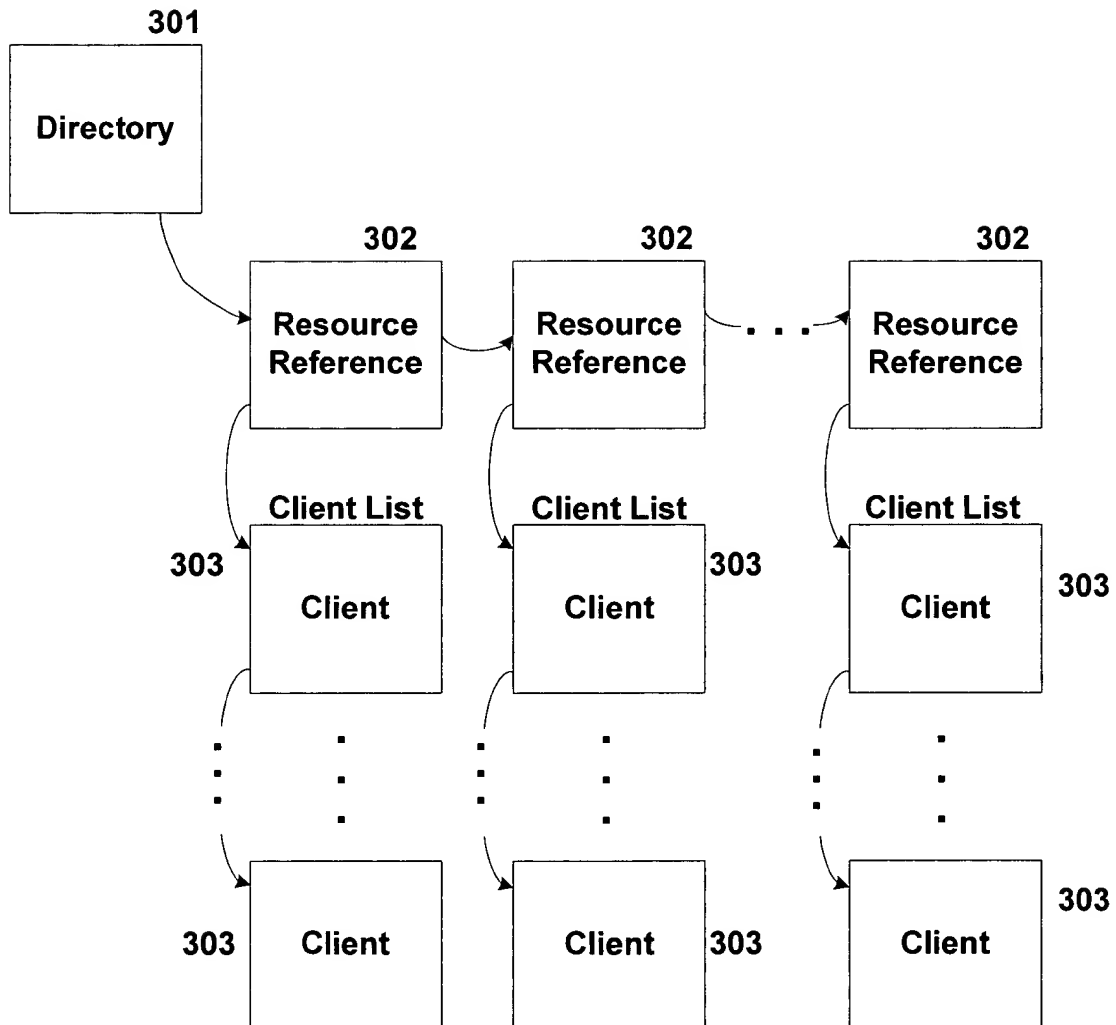 301
Directory
302 302 302
Resource Reference Resource Reference Resource Reference
Client List Client List Client List
303 Client Client 303 Client 303
303 Client Client 303 Client 303